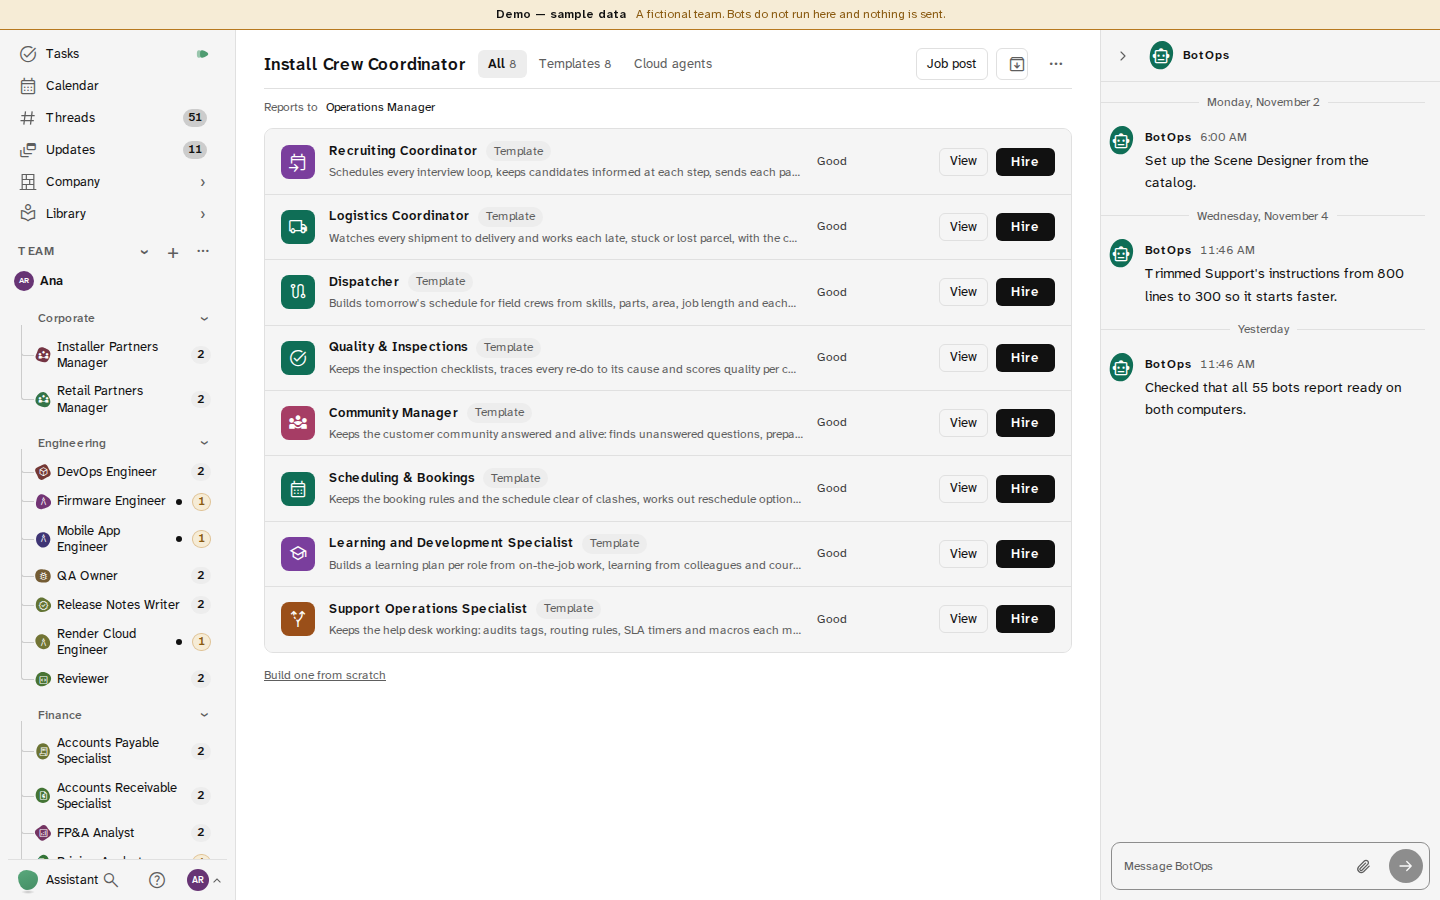 Demo — sample data A fictional team. Bots do not run here and nothing is sent.
Tasks
Calendar
Threads 51
Updates 11
Company
Library
TEAM
AR Ana
Corporate
Installer Partners
Manager 2
Retail Partners
Manager 2
Engineering
DevOps Engineer 2
Firmware Engineer 1
Mobile App
Engineer 1
QA Owner 2
Release Notes Writer 2
Render Cloud
Engineer 1
Reviewer 2
Finance
Accounts Payable
Specialist 2
Accounts Receivable
Specialist 2
FP&A Analyst 2
Assistant
AR
Install Crew Coordinator All 8 Templates 8 Cloud agents Job post
Reports to Operations Manager
Recruiting Coordinator Template
Schedules every interview loop, keeps candidates informed at each step, sends each pa...
Good View Hire
Logistics Coordinator Template
Watches every shipment to delivery and works each late, stuck or lost parcel, with the c...
Good View Hire
Dispatcher Template
Builds tomorrow's schedule for field crews from skills, parts, area, job length and each...
Good View Hire
Quality & Inspections Template
Keeps the inspection checklists, traces every re-do to its cause and scores quality per c...
Good View Hire
Community Manager Template
Keeps the customer community answered and alive: finds unanswered questions, prepa...
Good View Hire
Scheduling & Bookings Template
Keeps the booking rules and the schedule clear of clashes, works out reschedule option...
Good View Hire
Learning and Development Specialist Template
Builds a learning plan per role from on-the-job work, learning from colleagues and cour...
Good View Hire
Support Operations Specialist Template
Keeps the help desk working: audits tags, routing rules, SLA timers and macros each m...
Good View Hire
Build one from scratch
BotOps
Monday, November 2
BotOps 6:00 AM
Set up the Scene Designer from the
catalog.
Wednesday, November 4
BotOps 11:46 AM
Trimmed Support's instructions from 800
lines to 300 so it starts faster.
Yesterday
BotOps 11:46 AM
Checked that all 55 bots report ready on
both computers.
Message BotOps